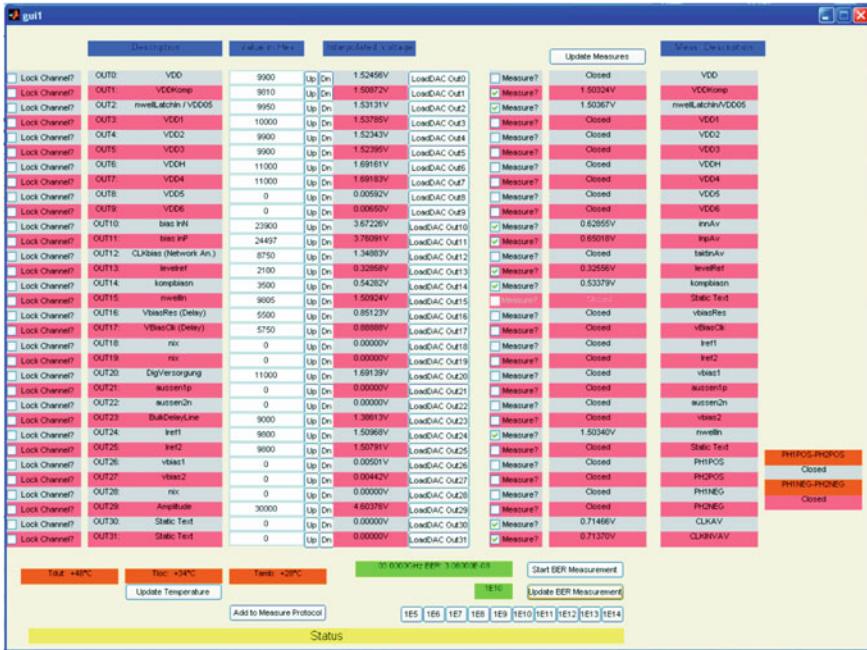 gui1
Description Value in Hex Interpolated Voltage Update Measures Meas. Description
Lock Channel? OUT0: VDD 9900 Up Dn 1.52456V LoadDAC Out0 Measure? Closed VDD
Lock Channel? OUT1: VDDKomp 9810 Up Dn 1.50872V LoadDAC Out1 Measure? 1.50324V VDDKomp
Lock Channel? OUT2: nwellLatchIn/VDD05 9950 Up Dn 1.53131V LoadDAC Out2 Measure? 1.50367V nwellLatchIn/VDD05
Lock Channel? OUT3: VDD1 10000 Up Dn 1.53785V LoadDAC Out3 Measure? Closed VDD1
Lock Channel? OUT4: VDD2 9900 Up Dn 1.52343V LoadDAC Out4 Measure? Closed VDD2
Lock Channel? OUT5: VDD3 9900 Up Dn 1.52395V LoadDAC Out5 Measure? Closed VDD3
Lock Channel? OUT6: VDDH 11000 Up Dn 1.69161V LoadDAC Out6 Measure? Closed VDDH
Lock Channel? OUT7: VDD4 11000 Up Dn 1.69183V LoadDAC Out7 Measure? Closed VDD4
Lock Channel? OUT8: VDD5 0 Up Dn 0.00592V LoadDAC Out8 Measure? Closed VDD5
Lock Channel? OUT9: VDD6 0 Up Dn 0.00650V LoadDAC Out9 Measure? Closed VDD6
Lock Channel? OUT10: bias InN 23900 Up Dn 3.67226V LoadDAC Out10 Measure? 0.62855V innAv
Lock Channel? OUT11: bias InP 24497 Up Dn 3.76091V LoadDAC Out11 Measure? 0.65018V InpAv
Lock Channel? OUT12: CLKbias (Network An.) 8750 Up Dn 1.34883V LoadDAC Out12 Measure? Closed
Lock Channel? OUT13: levelref 2100 Up Dn 0.32858V LoadDAC Out13 Measure? 0.32556V levelRef
Lock Channel? OUT14: kompbiasn 3500 Up Dn 0.54282V LoadDAC Out14 Measure? 0.53379V kompbiasn
Lock Channel? OUT15: nwellIn 9805 Up Dn 1.50924V LoadDAC Out15 Measure? Closed Static Text
Lock Channel? OUT16: VbiasRes (Delay) 5500 Up Dn 0.85123V LoadDAC Out16 Measure? Closed vbiasRes
Lock Channel? OUT17: VBiasClk (Delay) 5750 Up Dn 0.88888V LoadDAC Out17 Measure? Closed vBiasClk
Lock Channel? OUT18: nix 0 Up Dn 0.00000V LoadDAC Out18 Measure? Closed Iref1
Lock Channel? OUT19: nix 0 Up Dn 0.00000V LoadDAC Out19 Measure? Closed Iref2
Lock Channel? OUT20: DigVersorgung 11000 Up Dn 1.69139V LoadDAC Out20 Measure? Closed vbias1
Lock Channel? OUT21: aussen1p 0 Up Dn 0.00000V LoadDAC Out21 Measure? Closed aussen1p
Lock Channel? OUT22: aussen2n 0 Up Dn 0.00000V LoadDAC Out22 Measure? Closed aussen2n
Lock Channel? OUT23: BulkDelayLine 9000 Up Dn 1.38613V LoadDAC Out23 Measure? Closed vbias2
Lock Channel? OUT24: Iref1 9800 Up Dn 1.50968V LoadDAC Out24 Measure? 1.50340V nwellIn
Lock Channel? OUT25: Iref2 9800 Up Dn 1.50791V LoadDAC Out25 Measure? Closed Static Text PH1POS-PH2POS
Lock Channel? OUT26: vbias1 0 Up Dn 0.00501V LoadDAC Out26 Measure? Closed PH1POS Closed
Lock Channel? OUT27: vbias2 0 Up Dn 0.00442V LoadDAC Out27 Measure? Closed PH2POS PH1NEG-PH2NEG
Lock Channel? OUT28: nix 0 Up Dn 0.00000V LoadDAC Out28 Measure? Closed PH1NEG Closed
Lock Channel? OUT29: Amplitude 30000 Up Dn 4.60376V LoadDAC Out29 Measure? Closed PH2NEG
Lock Channel? OUT30: Static Text 0 Up Dn 0.00000V LoadDAC Out30 Measure? 0.71466V CLKAV
Lock Channel? OUT31: Static Text 0 Up Dn 0.00000V LoadDAC Out31 Measure? 0.71370V CLKINVAV
Tdut: +48°C Tloc: +34°C Tamb: +28°C BER: Start BER Measurement
Update Temperature 1E10 Update BER Measurement
Add to Measure Protocol 1E5 1E6 1E7 1E8 1E9 1E10 1E11 1E12 1E13 1E14
Status